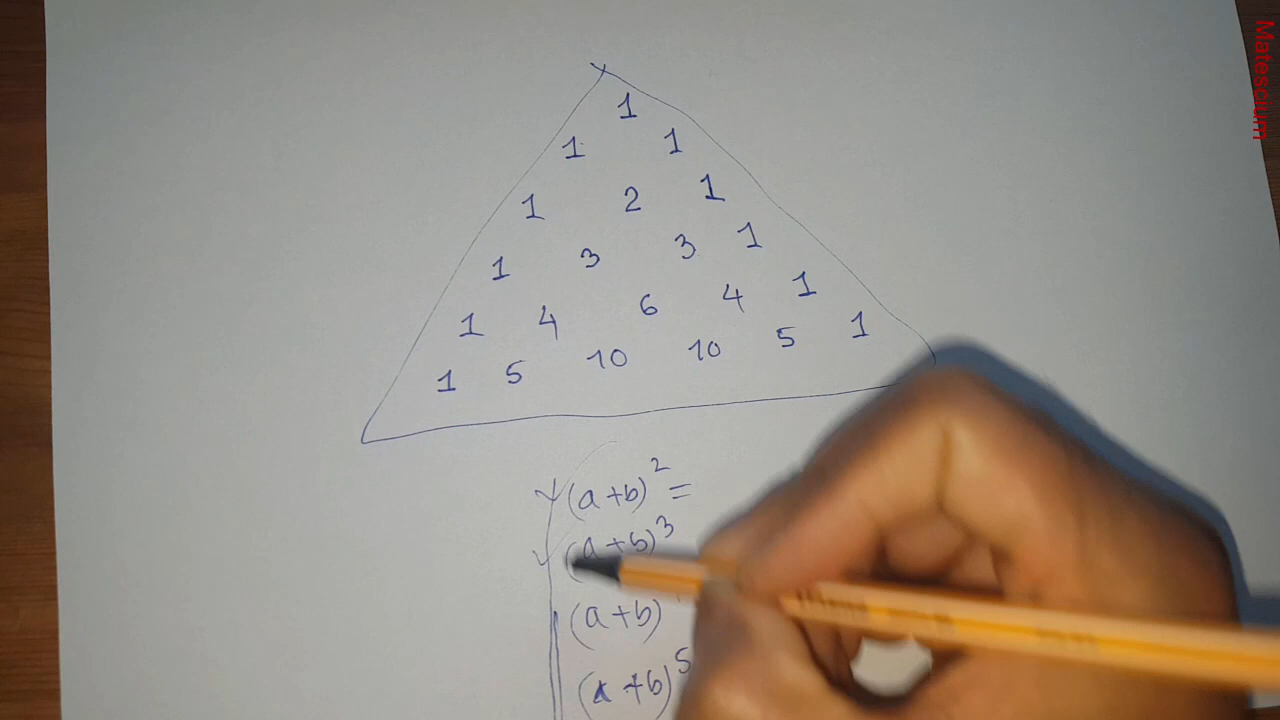 1
1 1
1 2 1
1 3 3 1
1 4 6 4 1
1 5 10 10 5 1
(a+b)² =
(a+b)³
(a+b)
(a+b)⁵
Matescium